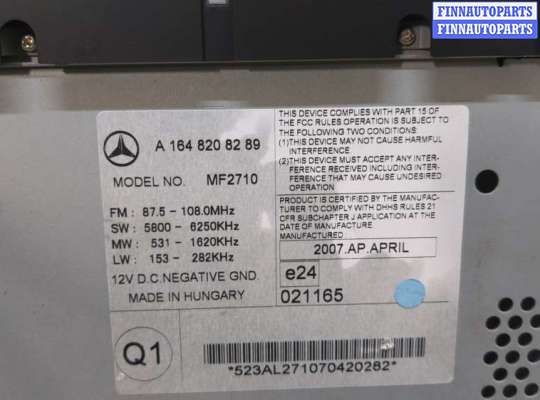 FINNAUTOPARTS
FINNAUTOPARTS
A 164 820 82 89
MODEL NO. MF2710
FM : 87.5 - 108.0MHz
SW : 5800 - 6250KHz
MW : 531 - 1620KHz
LW : 153 - 282KHz
12V D.C.NEGATIVE GND.
MADE IN HUNGARY
THIS DEVICE COMPLIES WITH PART 15 OF
THE FCC RULES OPERATION IS SUBJECT TO
THE FOLLOWING TWO CONDITIONS:
(1)THIS DEVICE MAY NOT CAUSE HARMFUL
INTERFERENCE
(2)THIS DEVICE MUST ACCEPT ANY INTER-
FERENCE RECEIVED INCLUDING INTER-
FERENCE THAT MAY CAUSE UNDESIRED
OPERATION
THIS PRODUCT IS CERTIFIED BY THE MANUFAC-
TURER TO COMPLY WITH DHHS RULES 21
CFR SUBCHAPTER J APPLICATION AT THE
DATE OF MANUFACTURE
MANUFACTURED :
2007.AP.APRIL
e24
021165
Q1
*523AL271070420282*